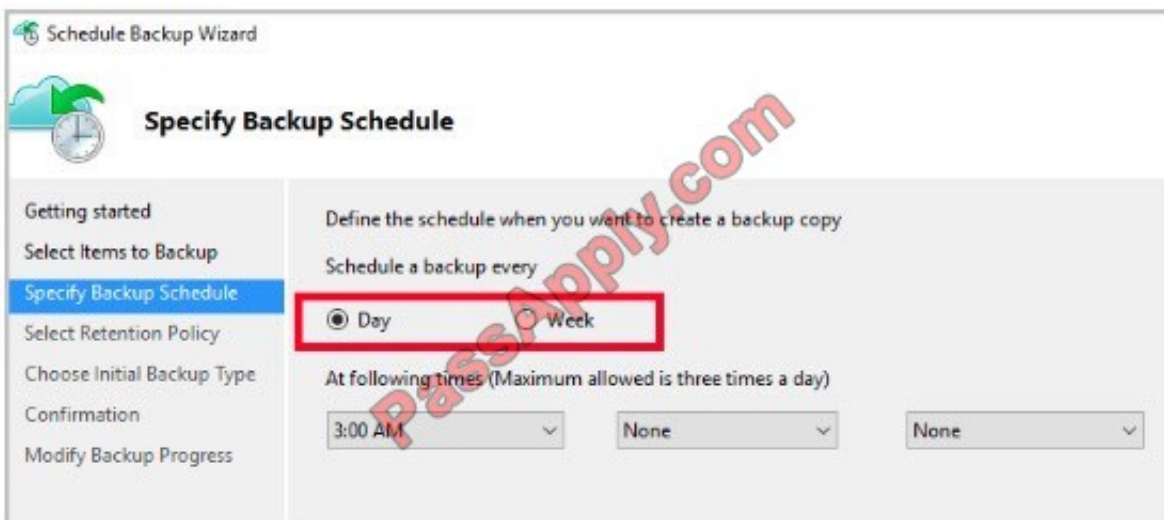 Schedule Backup Wizard
Specify Backup Schedule
Getting started
Select Items to Backup
Specify Backup Schedule
Select Retention Policy
Choose Initial Backup Type
Confirmation
Modify Backup Progress
Define the schedule when you want to create a backup copy
Schedule a backup every
Day Week
At following times (Maximum allowed is three times a day)
3:00 AM None None
PassApply.com